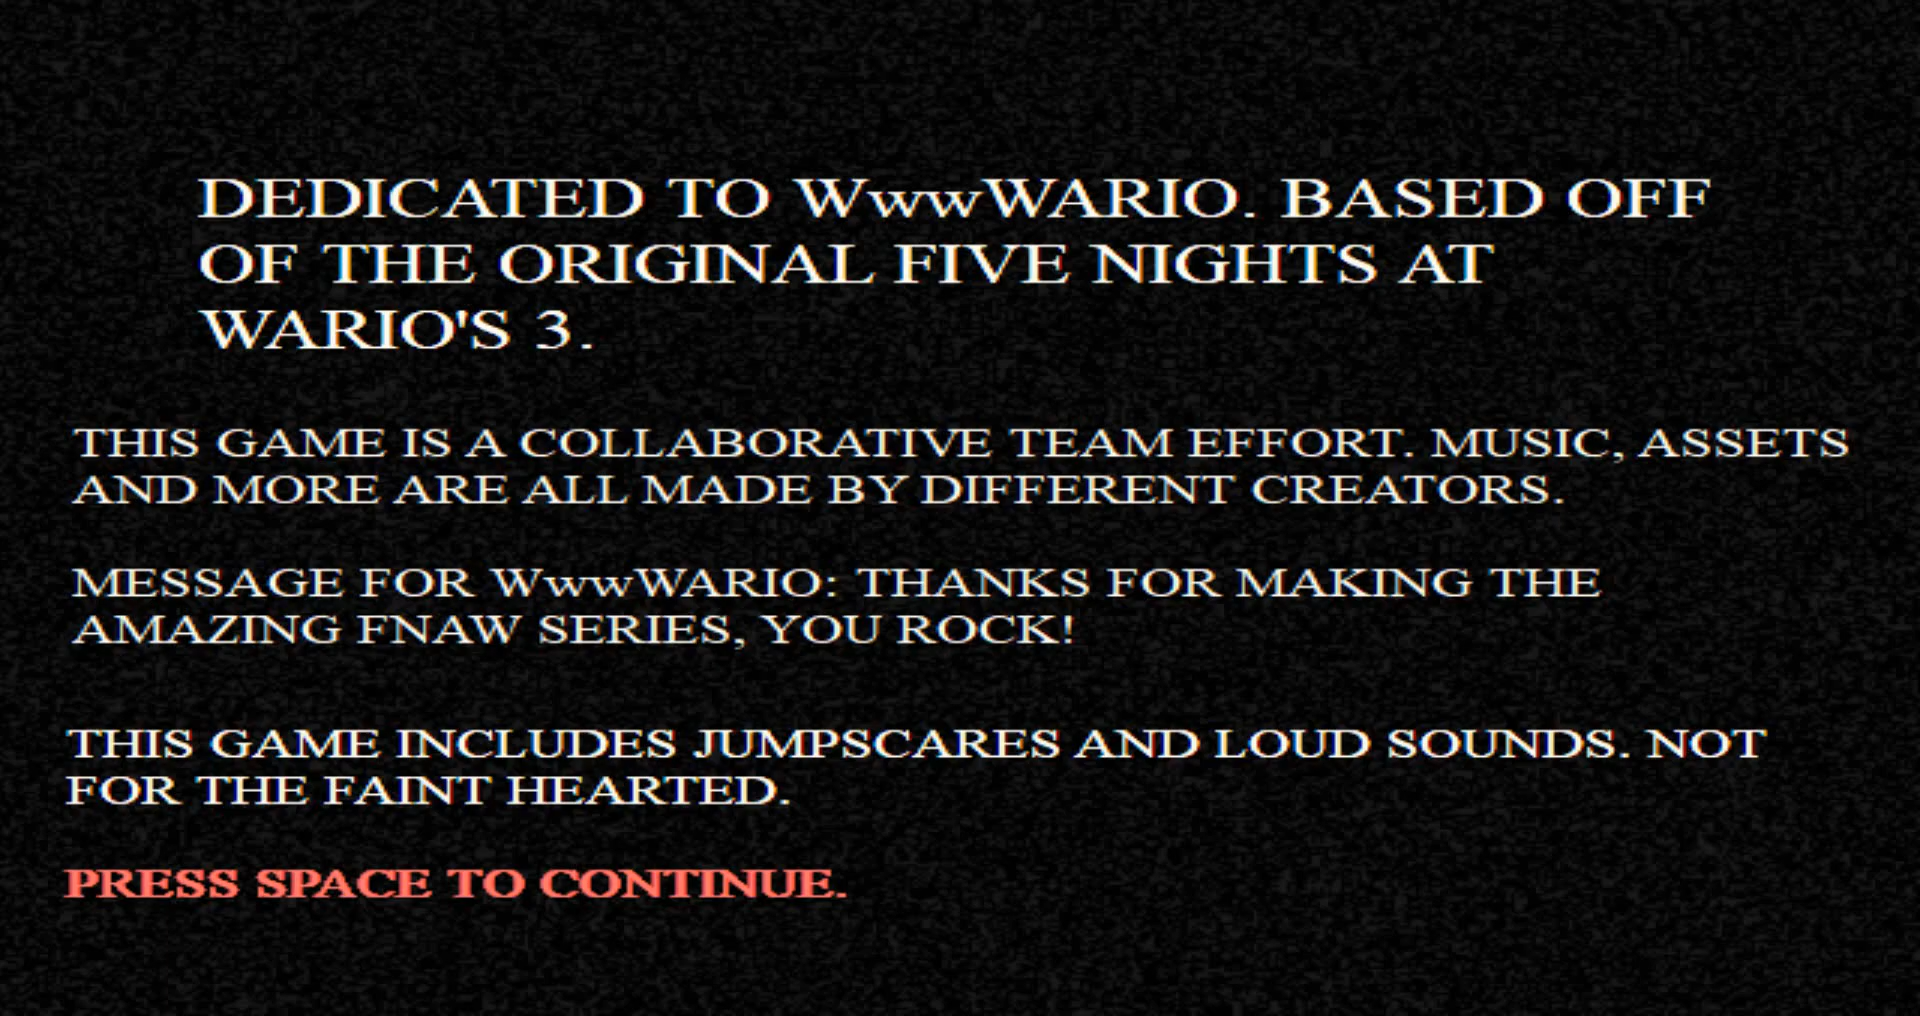 DEDICATED TO WwwWARIO. BASED OFF
OF THE ORIGINAL FIVE NIGHTS AT
WARIO'S 3.
THIS GAME IS A COLLABORATIVE TEAM EFFORT. MUSIC, ASSETS
AND MORE ARE ALL MADE BY DIFFERENT CREATORS.
MESSAGE FOR WwwWARIO: THANKS FOR MAKING THE
AMAZING FNAW SERIES, YOU ROCK!
THIS GAME INCLUDES JUMPSCARES AND LOUD SOUNDS. NOT
FOR THE FAINT HEARTED.
PRESS SPACE TO CONTINUE.